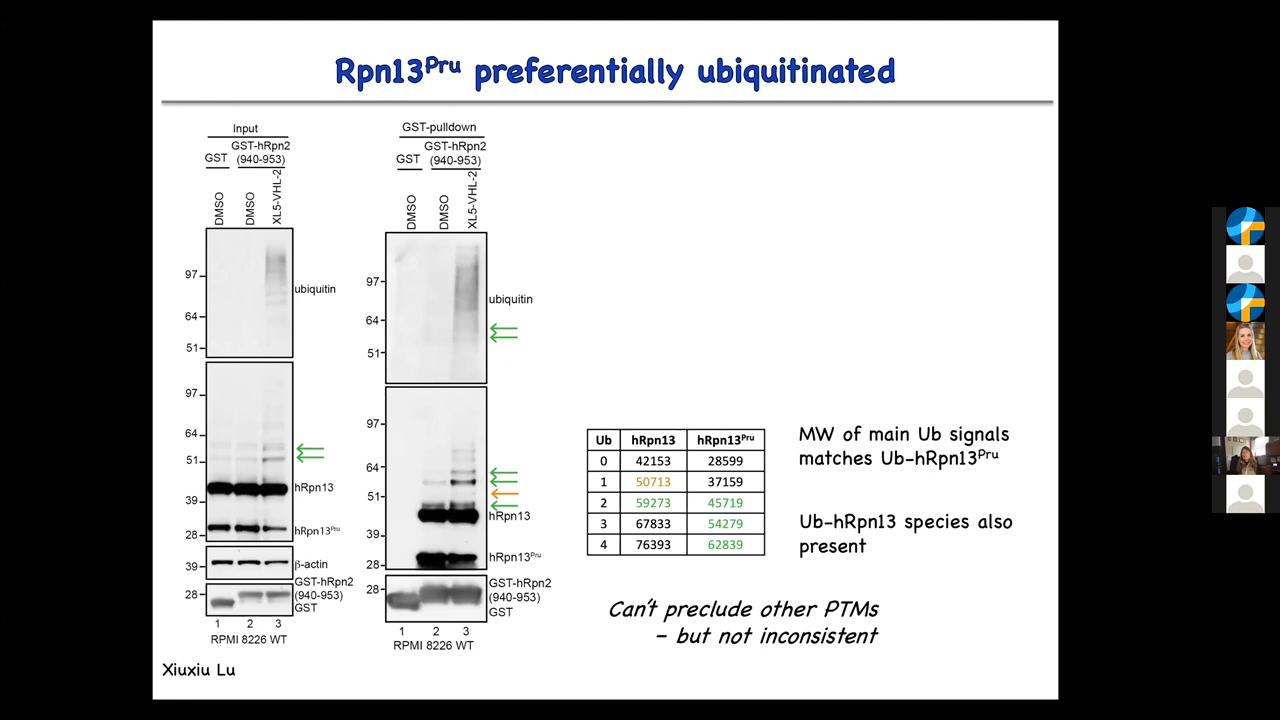 Rpn13Pru preferentially ubiquitinated
Input
GST
GST-hRpn2
(940-953)
DMSO
DMSO
XL5-VHL-2
97
64
51
ubiquitin
97
64
51
39
28
hRpn13
hRpn13Pru
39
β-actin
28
GST-hRpn2
(940-953)
GST
1 2 3
RPMI 8226 WT
GST-pulldown
GST
GST-hRpn2
(940-953)
DMSO
DMSO
XL5-VHL-2
97
64
51
ubiquitin
97
64
51
39
28
hRpn13
hRpn13Pru
28
GST-hRpn2
(940-953)
GST
1 2 3
RPMI 8226 WT
Ub hRpn13 hRpn13Pru
0 42153 28599
1 50713 37159
2 59273 45719
3 67833 54279
4 76393 62839
MW of main Ub signals
matches Ub-hRpn13Pru
Ub-hRpn13 species also
present
Can't preclude other PTMs
– but not inconsistent
Xiuxiu Lu